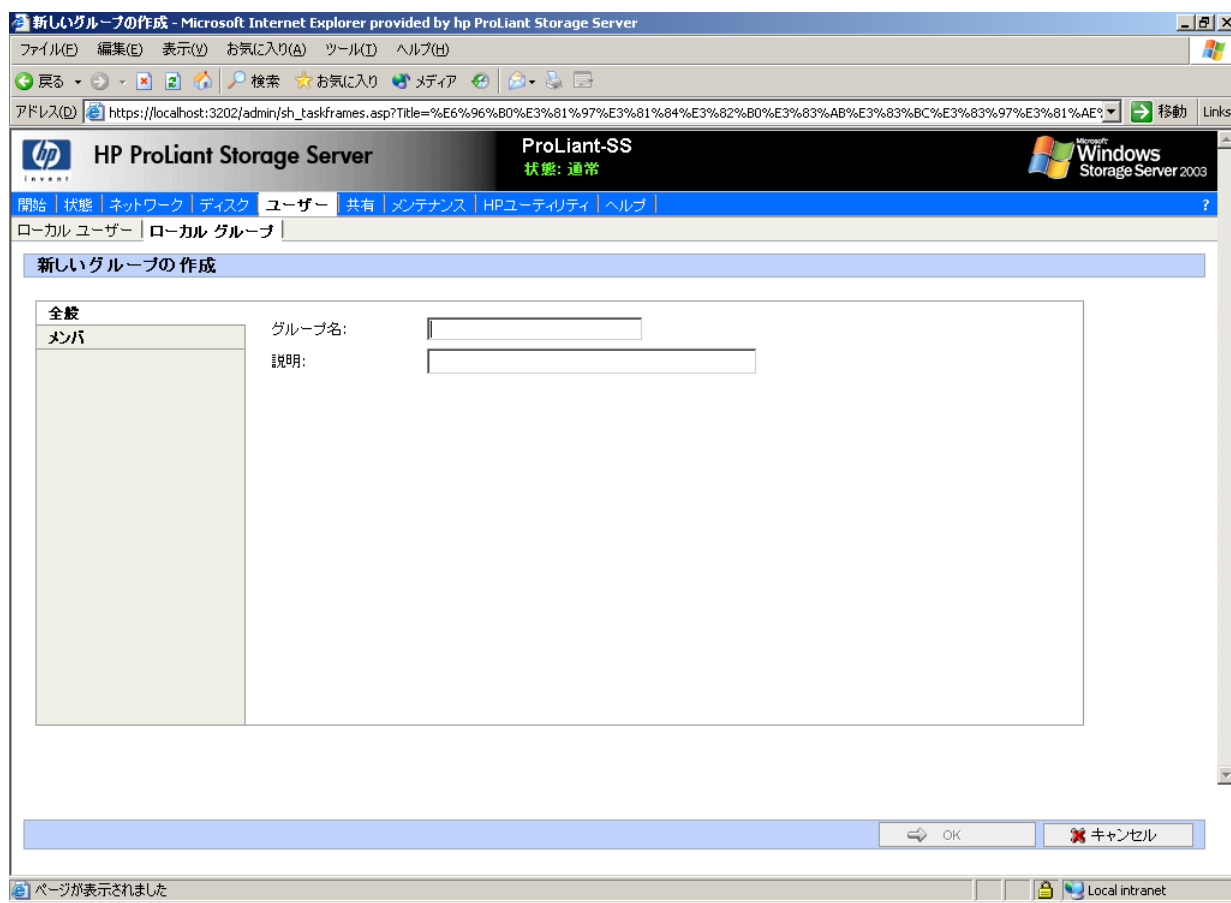 新しいグループの作成 - Microsoft Internet Explorer provided by hp ProLiant Storage Server
ファイル(F) 編集(E) 表示(V) お気に入り(A) ツール(T) ヘルプ(H)
戻る 検索 お気に入り メディア
アドレス(D) https://localhost:3202/admin/sh_taskframes.asp?Title=%E6%96%B0%E3%81%97%E3%81%84%E3%82%B0%E3%83%AB%E3%83%BC%E3%83%97%E3%81%AE% 移動 Links
hp invent HP ProLiant Storage Server ProLiant-SS Microsoft Windows
状態: 通常 Storage Server 2003
開始 | 状態 | ネットワーク | ディスク | ユーザー | 共有 | メンテナンス | HPユーティリティ | ヘルプ | ?
ローカル ユーザー | ローカル グループ |
新しいグループの作成
全般
メンバ
グループ名:
説明:
OK キャンセル
ページが表示されました Local intranet